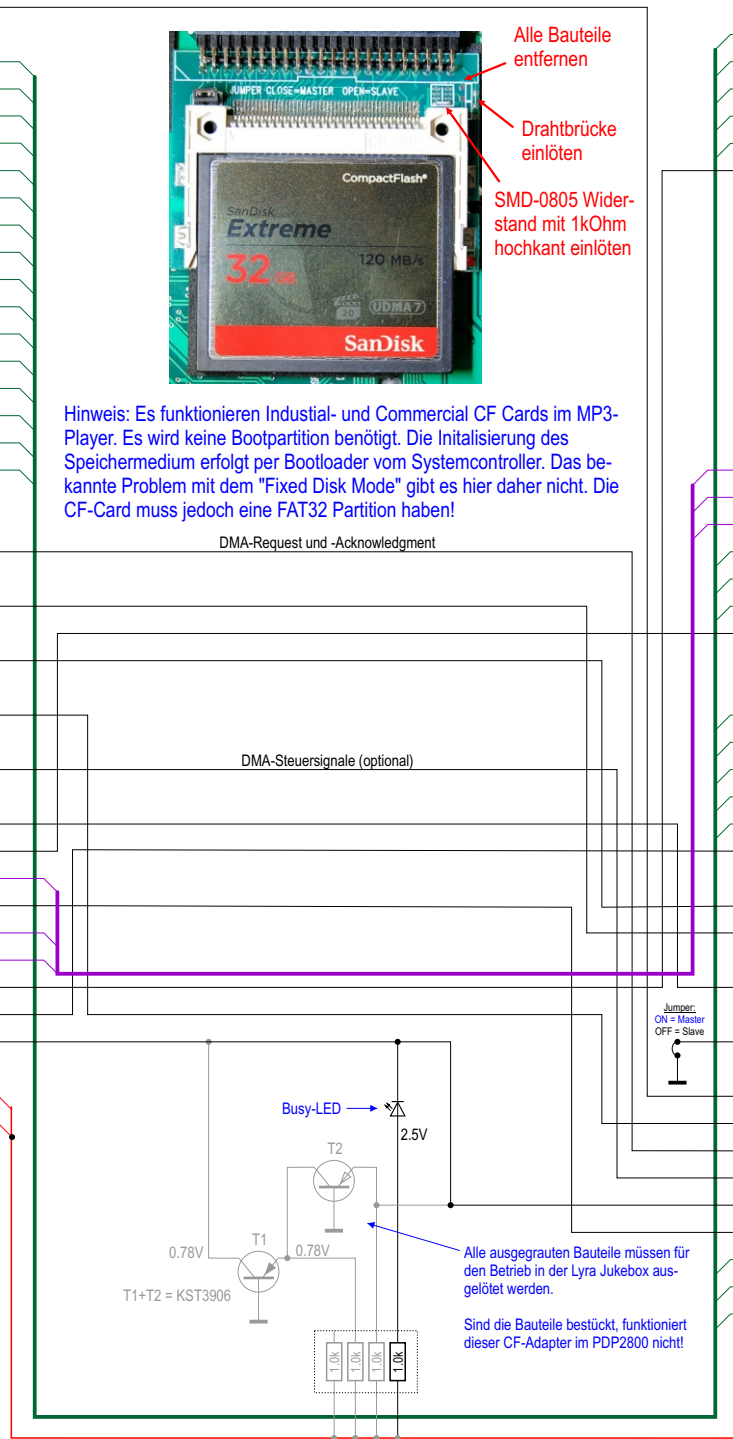 Alle Bauteile
entfernen
JUMPER CLOSE=MASTER OPEN=SLAVE
Drahtbrücke
einlöten
CompactFlash®
SMD-0805 Wider-
stand mit 1kOhm
hochkant einlöten
SanDisk
Extreme
32 GB
120 MB/s
20
UDMA 7
SanDisk
Hinweis: Es funktionieren Industial- und Commercial CF Cards im MP3-
Player. Es wird keine Bootpartition benötigt. Die Initalisierung des
Speichermedium erfolgt per Bootloader vom Systemcontroller. Das be-
kannte Problem mit dem "Fixed Disk Mode" gibt es hier daher nicht. Die
CF-Card muss jedoch eine FAT32 Partition haben!
DMA-Request und -Acknowledgment
DMA-Steuersignale (optional)
Jumper:
ON = Master
OFF = Slave
Busy-LED
2.5V
T2
T1
0.78V
0.78V
T1+T2 = KST3906
Alle ausgegrauten Bauteile müssen für
den Betrieb in der Lyra Jukebox aus-
gelötet werden.
Sind die Bauteile bestückt, funktioniert
dieser CF-Adapter im PDP2800 nicht!
1.0k
1.0k
1.0k
1.0k